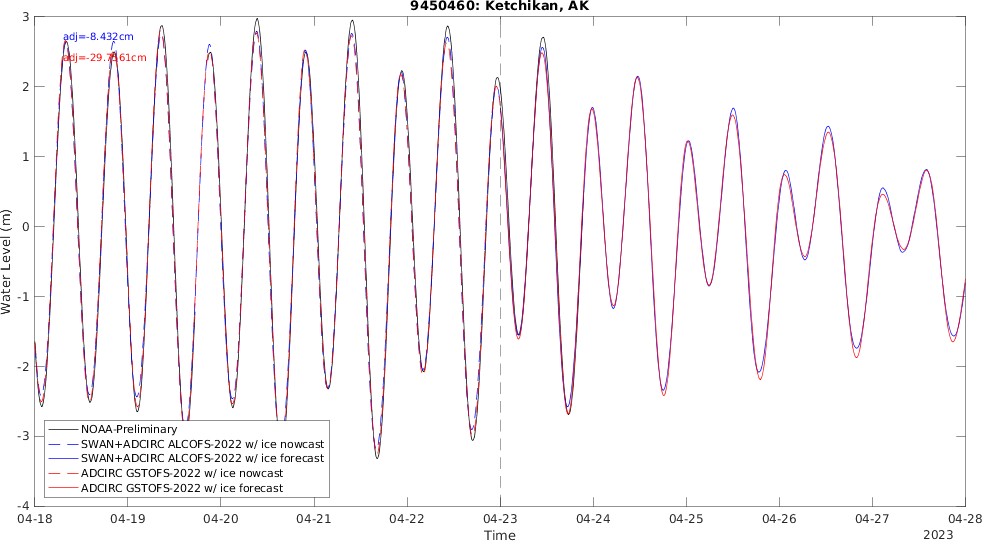 9450460: Ketchikan, AK
3
adj=-8.432cm
2
1
0
-1
-2
-3
-4
Water Level (m)
NOAA-Preliminary
SWAN+ADCIRC ALCOFS-2022 w/ ice nowcast
SWAN+ADCIRC ALCOFS-2022 w/ ice forecast
ADCIRC GSTOFS-2022 w/ ice nowcast
ADCIRC GSTOFS-2022 w/ ice forecast
04-18 04-19 04-20 04-21 04-22 04-23 04-24 04-25 04-26 04-27 04-28
Time
2023